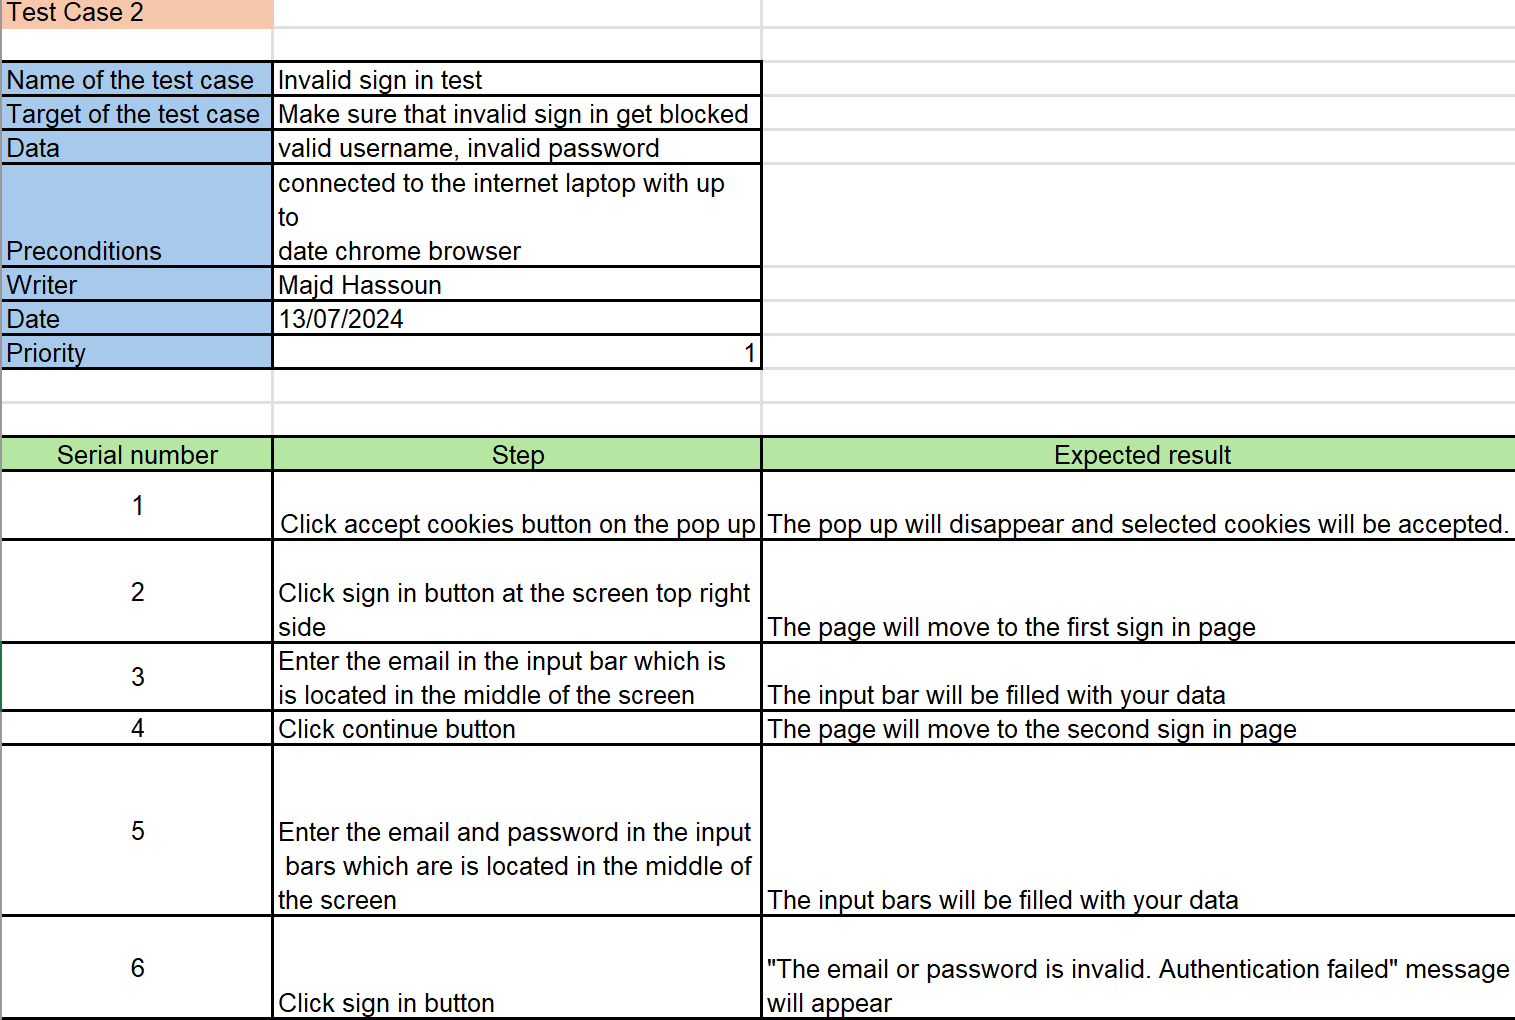 Test Case 2
Name of the test case Invalid sign in test
Target of the test case Make sure that invalid sign in get blocked
Data valid username, invalid password
connected to the internet laptop with up
to
Preconditions date chrome browser
Writer Majd Hassoun
Date 13/07/2024
Priority 1
Serial number Step Expected result
1 Click accept cookies button on the pop up The pop up will disappear and selected cookies will be accepted.
2 Click sign in button at the screen top right
side The page will move to the first sign in page
3 Enter the email in the input bar which is
is located in the middle of the screen The input bar will be filled with your data
4 Click continue button The page will move to the second sign in page
5 Enter the email and password in the input
bars which are is located in the middle of
the screen The input bars will be filled with your data
6 "The email or password is invalid. Authentication failed" message
Click sign in button will appear